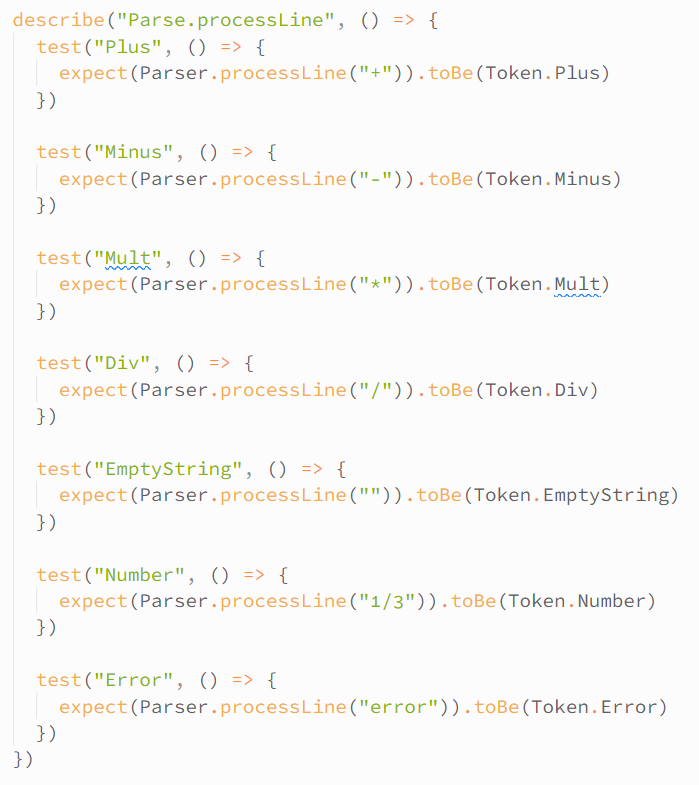 describe("Parse.processLine", () => {
  test("Plus", () => {
    expect(Parser.processLine("+")).toBe(Token.Plus)
  })

  test("Minus", () => {
    expect(Parser.processLine("-")).toBe(Token.Minus)
  })

  test("Mult", () => {
    expect(Parser.processLine("*")).toBe(Token.Mult)
  })

  test("Div", () => {
    expect(Parser.processLine("/")).toBe(Token.Div)
  })

  test("EmptyString", () => {
    expect(Parser.processLine("")).toBe(Token.EmptyString)
  })

  test("Number", () => {
    expect(Parser.processLine("1/3")).toBe(Token.Number)
  })

  test("Error", () => {
    expect(Parser.processLine("error")).toBe(Token.Error)
  })
})